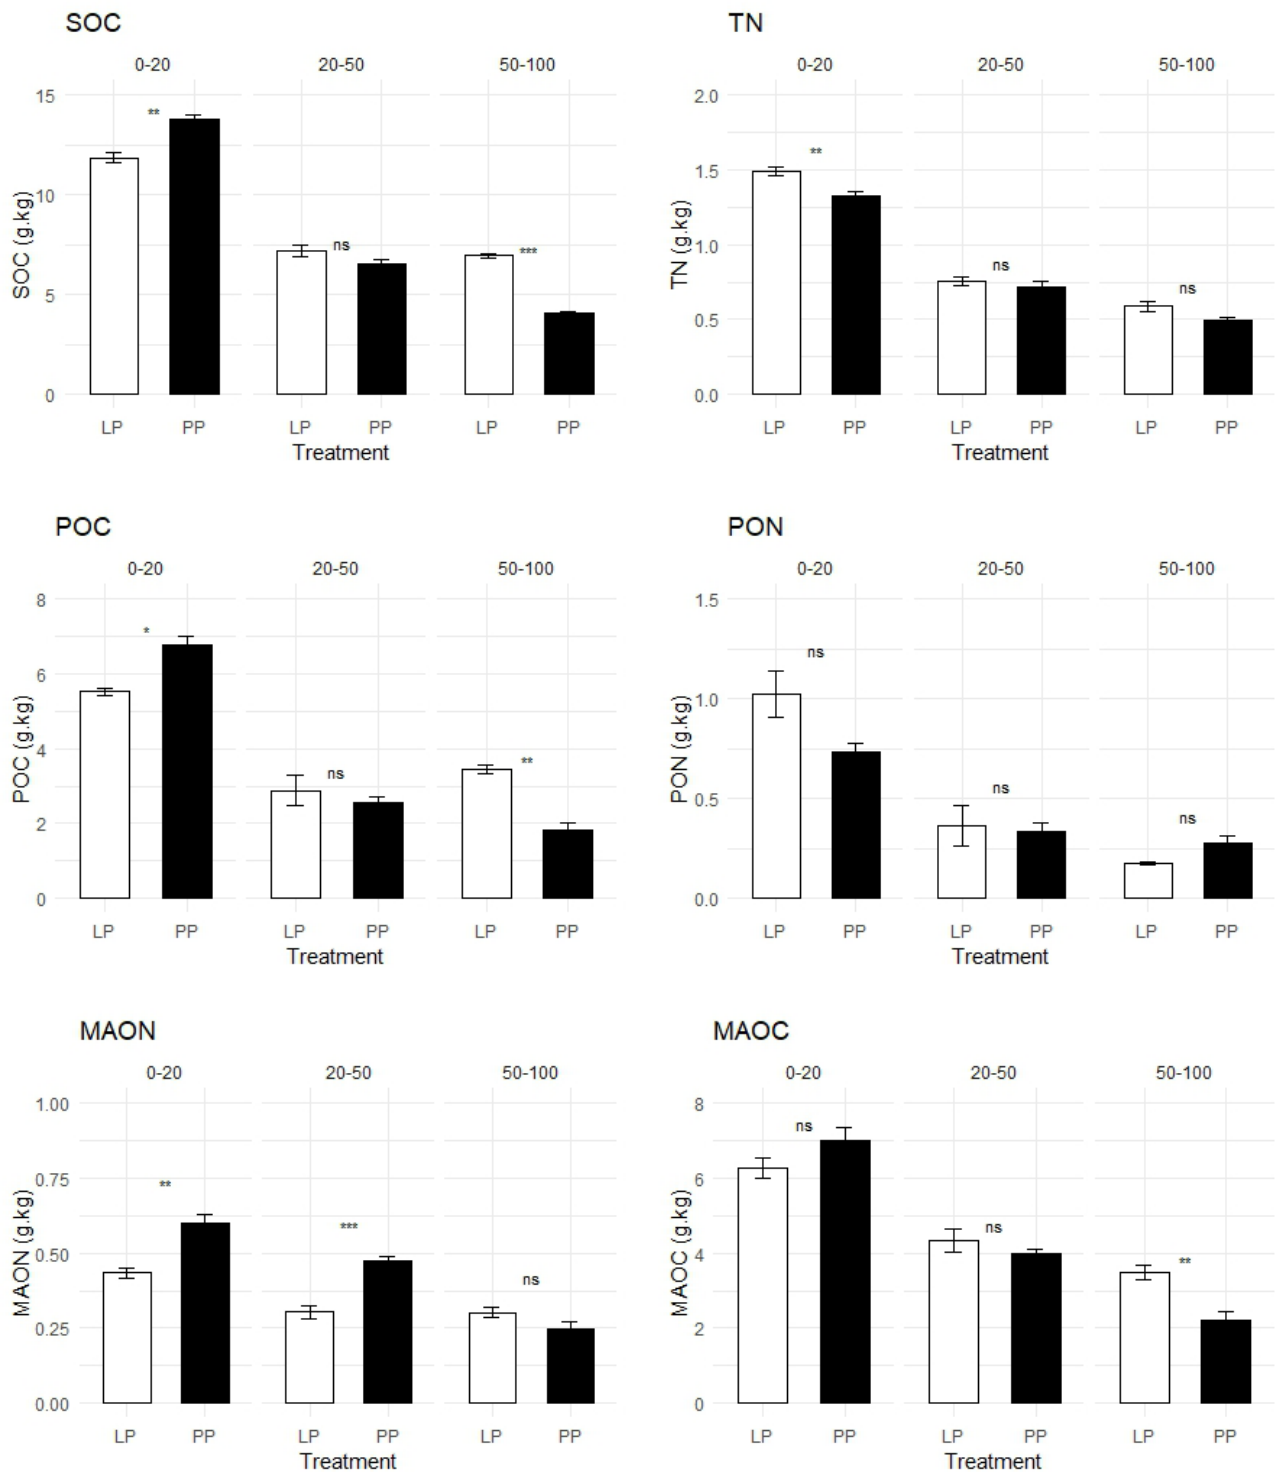 SOC
0-20 20-50 50-100
SOC (g.kg)
15
10
5
0
** ns ***
LP PP LP PP LP PP
Treatment
TN
0-20 20-50 50-100
TN (g.kg)
2.0
1.5
1.0
0.5
0.0
** ns ns
LP PP LP PP LP PP
Treatment
POC
0-20 20-50 50-100
POC (g.kg)
8
6
4
2
0
* ns **
LP PP LP PP LP PP
Treatment
PON
0-20 20-50 50-100
PON (g.kg)
1.5
1.0
0.5
0.0
ns ns ns
LP PP LP PP LP PP
Treatment
MAON
0-20 20-50 50-100
MAON (g.kg)
1.00
0.75
0.50
0.25
0.00
** *** ns
LP PP LP PP LP PP
Treatment
MAOC
0-20 20-50 50-100
MAOC (g.kg)
8
6
4
2
0
ns ns **
LP PP LP PP LP PP
Treatment